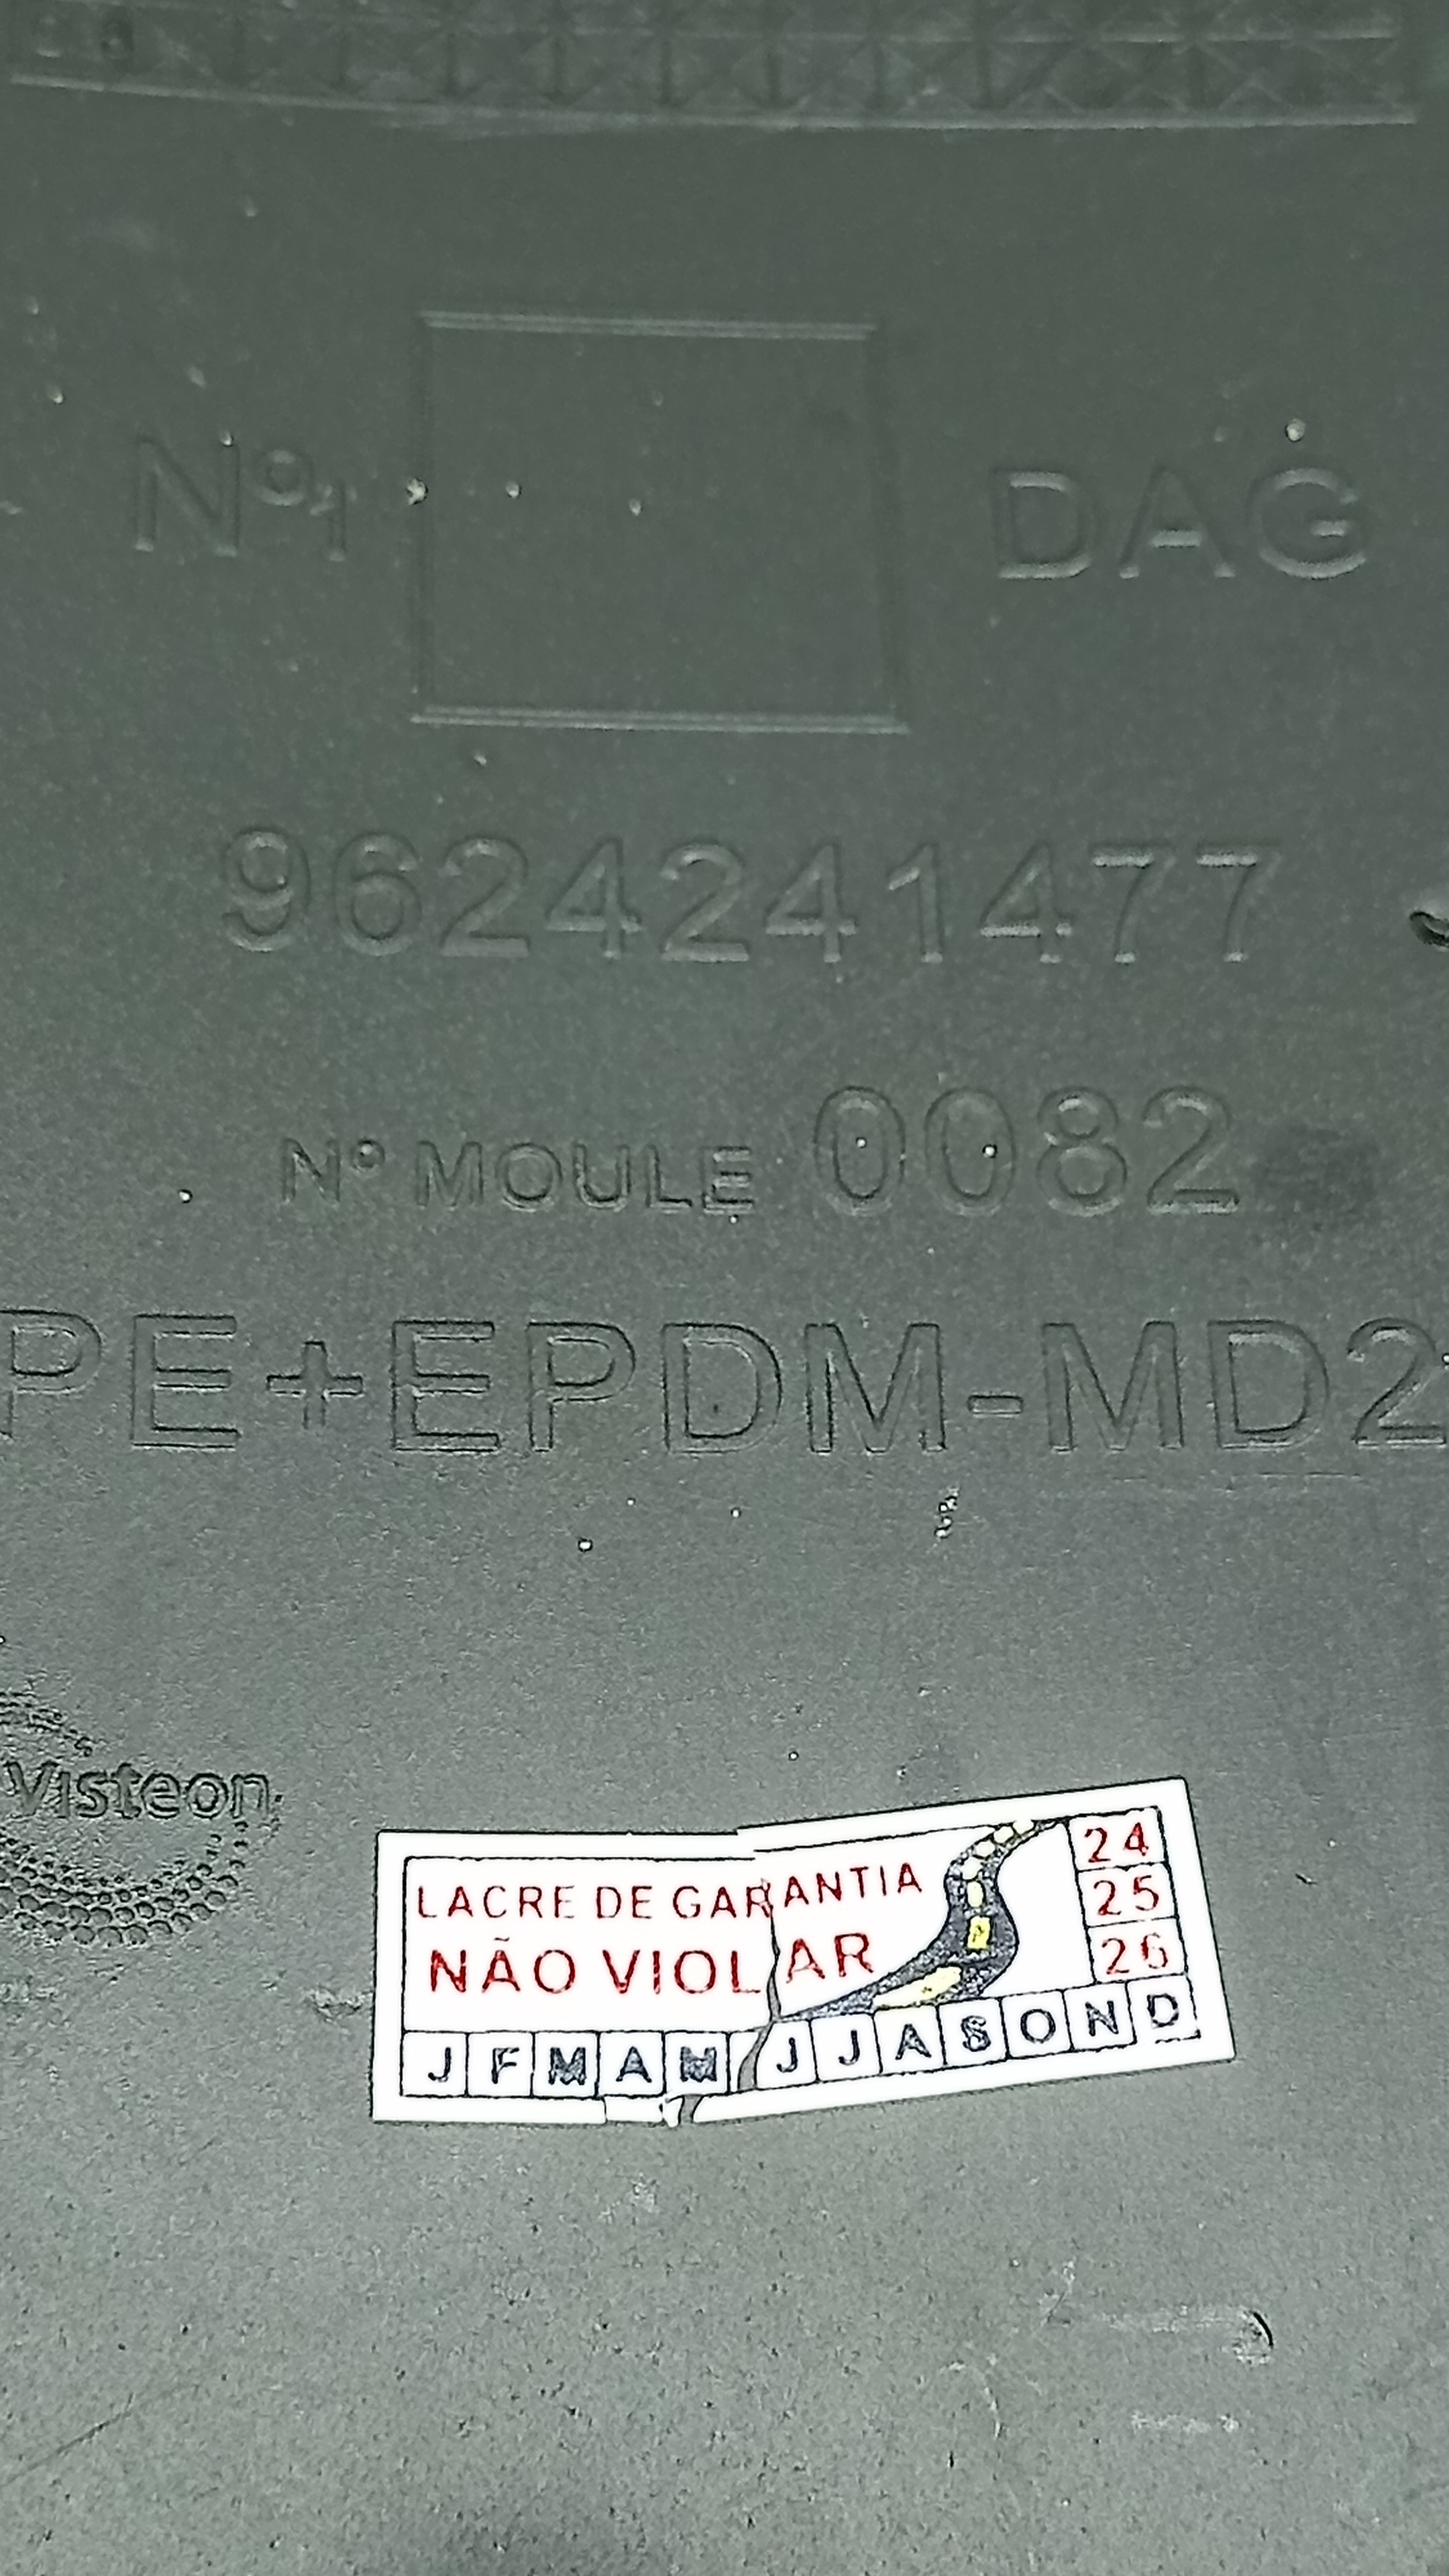 Nº1 DAG
9624241477
Nº MOULE 0082
PE+EPDM-MD2
Visteon
LACRE DE GARANTIA
NÃO VIOLAR
24
25
26
J F M A M J J A S O N D